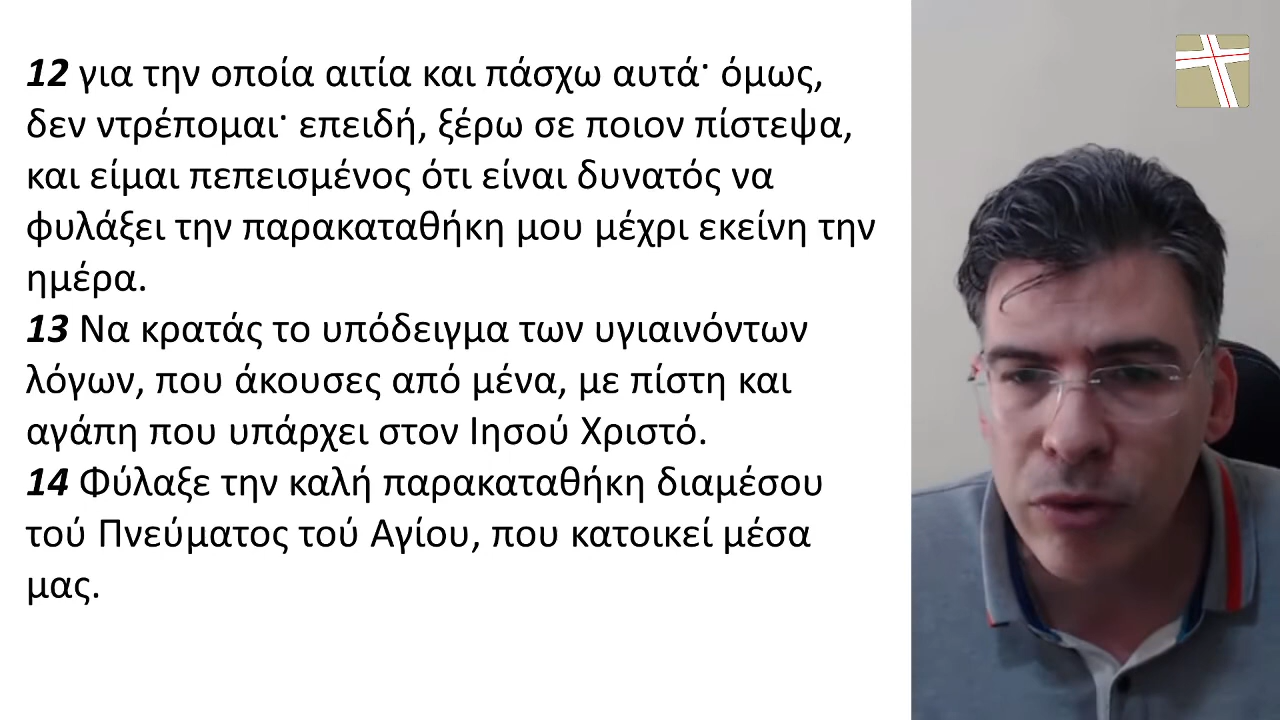 12 για την οποία αιτία και πάσχω αυτά· όμως,
δεν ντρέπομαι· επειδή, ξέρω σε ποιον πίστεψα,
και είμαι πεπεισμένος ότι είναι δυνατός να
φυλάξει την παρακαταθήκη μου μέχρι εκείνη την
ημέρα.
13 Να κρατάς το υπόδειγμα των υγιαινόντων
λόγων, που άκουσες από μένα, με πίστη και
αγάπη που υπάρχει στον Ιησού Χριστό.
14 Φύλαξε την καλή παρακαταθήκη διαμέσου
τού Πνεύματος τού Αγίου, που κατοικεί μέσα
μας.